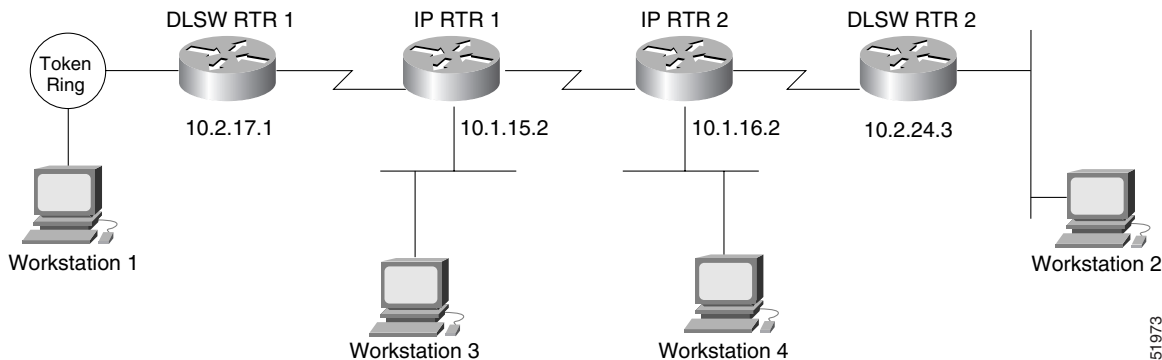 DLSW RTR 1
IP RTR 1
IP RTR 2
DLSW RTR 2
Token
Ring
10.2.17.1
10.1.15.2
10.1.16.2
10.2.24.3
Workstation 1
Workstation 2
Workstation 3
Workstation 4
51973